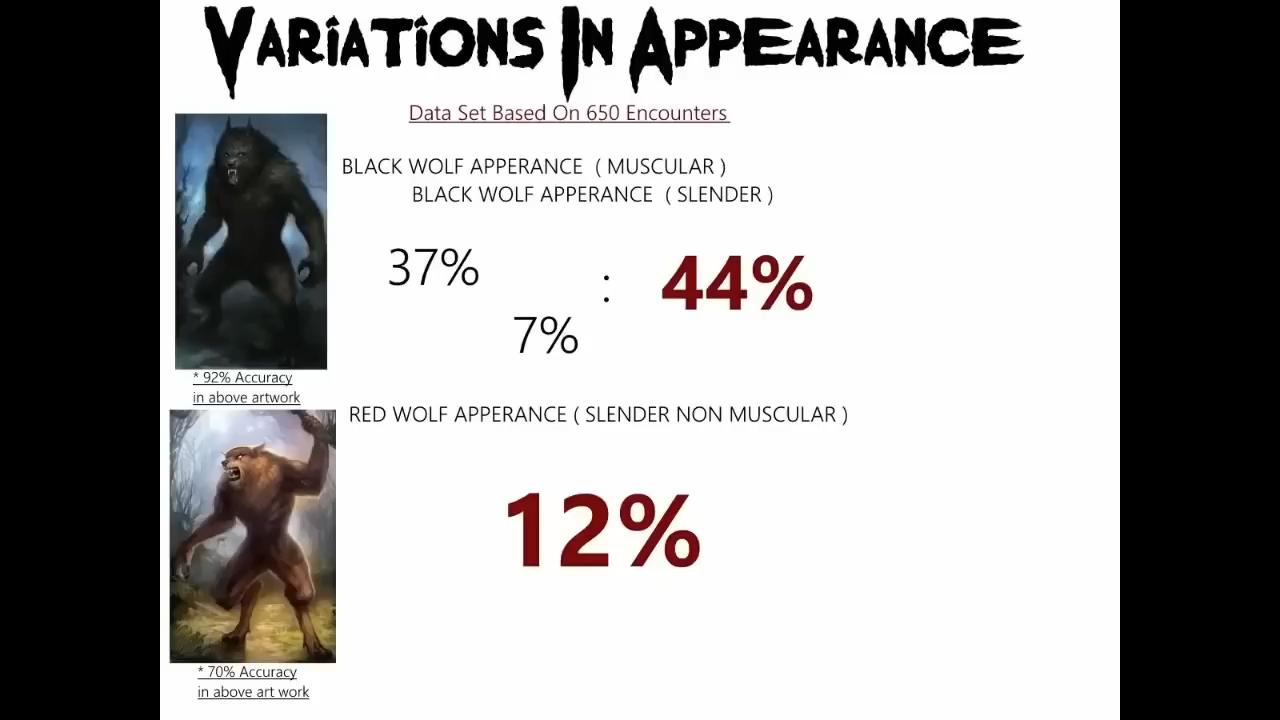 VARIATIONS IN APPEARANCE
Data Set Based On 650 Encounters
BLACK WOLF APPERANCE ( MUSCULAR )
BLACK WOLF APPERANCE ( SLENDER )
37%
: 44%
7%
* 92% Accuracy
in above artwork
RED WOLF APPERANCE ( SLENDER NON MUSCULAR )
12%
* 70% Accuracy
in above art work